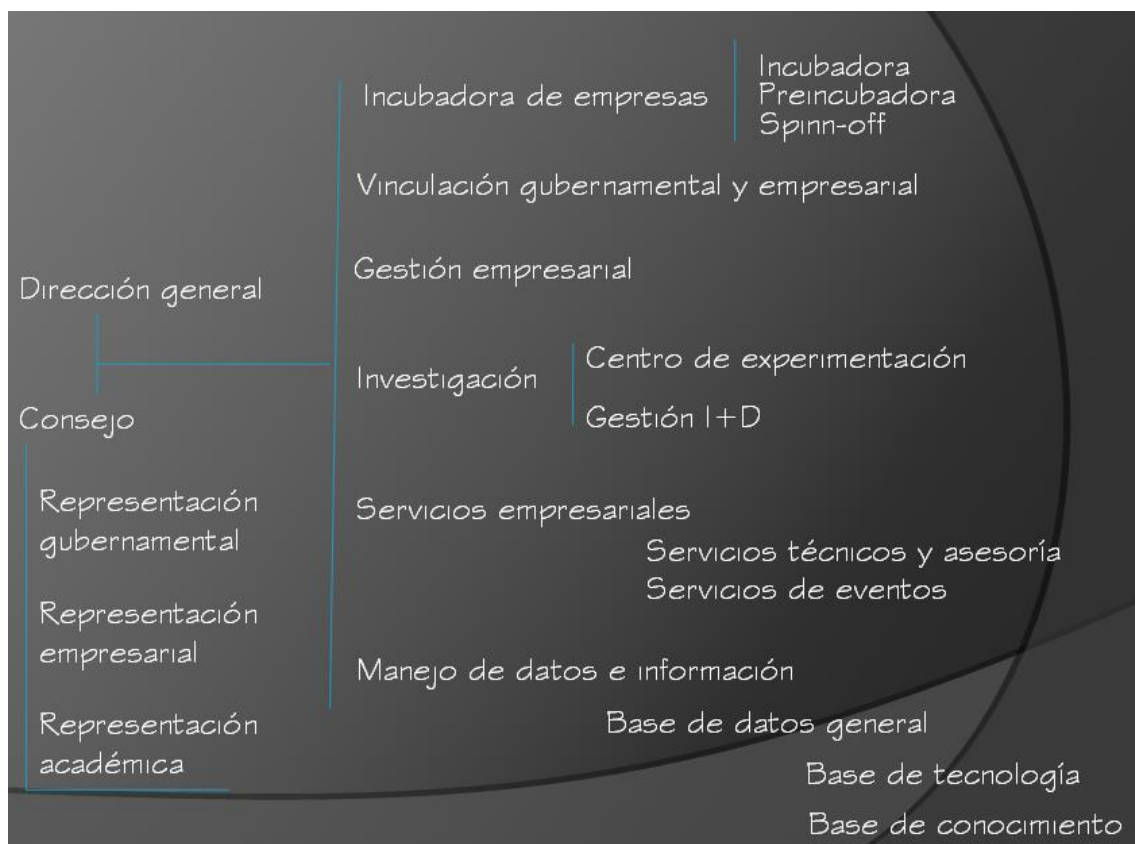 Dirección general
Consejo
Representación
gubernamental
Representación
empresarial
Representación
académica
Incubadora de empresas
Incubadora
Preincubadora
Spinn-off
Vinculación gubernamental y empresarial
Gestión empresarial
Investigación
Centro de experimentación
Gestión I+D
Servicios empresariales
Servicios técnicos y asesoría
Servicios de eventos
Manejo de datos e información
Base de datos general
Base de tecnología
Base de conocimiento